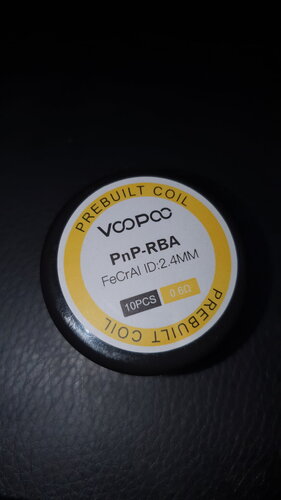 PREBUILT COIL
VOOPOO
PnP-RBA
FeCrAl ID:2.4MM
10PCS 0.6Ω
PREBUILT COIL